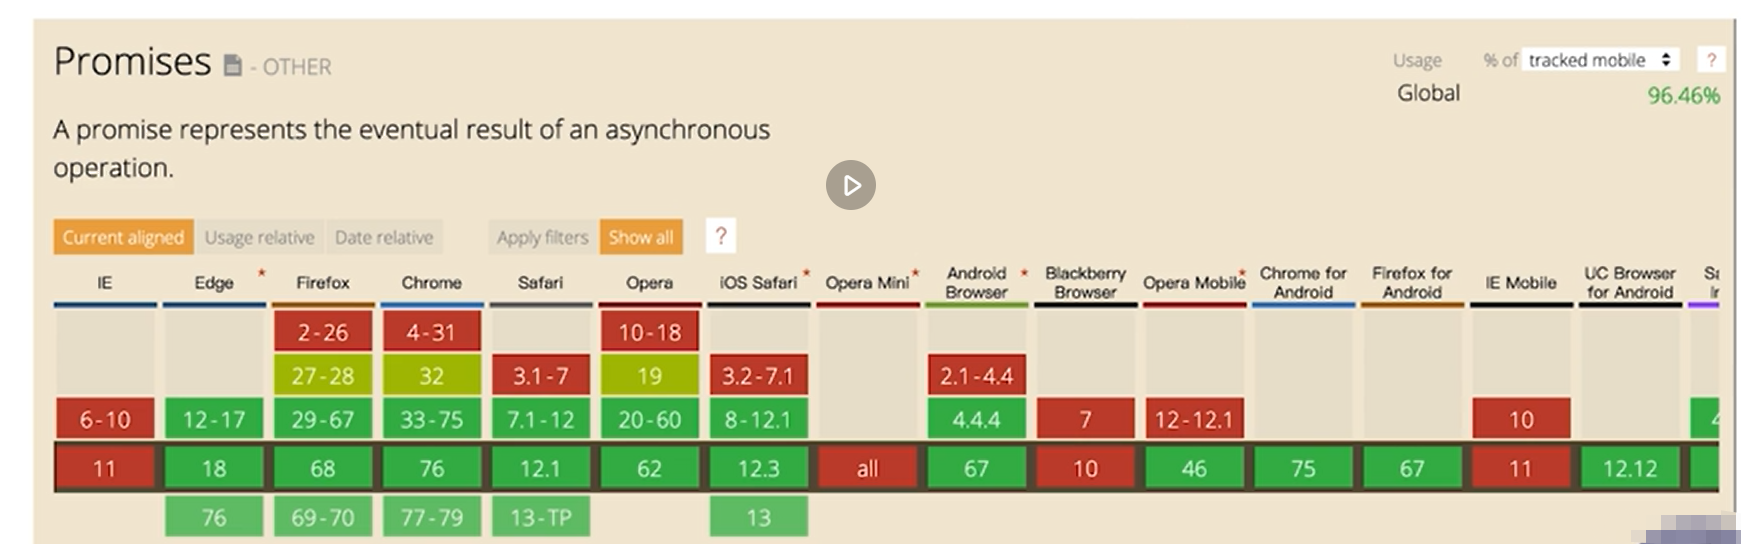 Promises - OTHER
Usage % of tracked mobile ?
Global 96.46%
A promise represents the eventual result of an asynchronous
operation.
Current aligned Usage relative Date relative Apply filters Show all ?
IE Edge * Firefox Chrome Safari Opera iOS Safari * Opera Mini * Android Browser * Blackberry Browser Opera Mobile * Chrome for Android Firefox for Android IE Mobile UC Browser for Android
2-26 4-31 10-18
27-28 32 3.1-7 19 3.2-7.1 2.1-4.4
6-10 12-17 29-67 33-75 7.1-12 20-60 8-12.1 4.4.4 7 12-12.1 10
11 18 68 76 12.1 62 12.3 all 67 10 46 75 67 11 12.12
76 69-70 77-79 13-TP 13